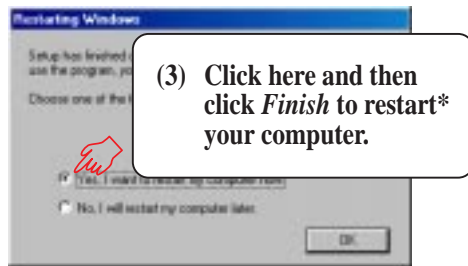 Restarting Windows
Setup has finished
use the program, yo
Choose one of the
(3) Click here and then
click Finish to restart*
your computer.
Yes, I want to restart my computer now.
No, I will restart my computer later.
OK